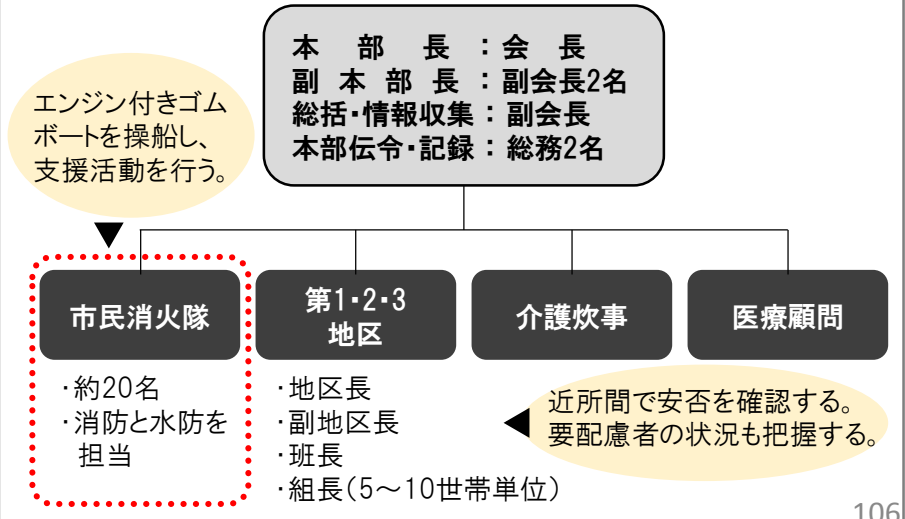 本部長：会長
副本部長：副会長2名
総括・情報収集：副会長
本部伝令・記録：総務2名
エンジン付きゴム
ボートを操船し、
支援活動を行う。
市民消火隊
第1・2・3
地区
介護炊事
医療顧問
・約20名
・消防と水防を
担当
・地区長
・副地区長
・班長
・組長（5～10世帯単位）
近所間で安否を確認する。
要配慮者の状況も把握する。
106